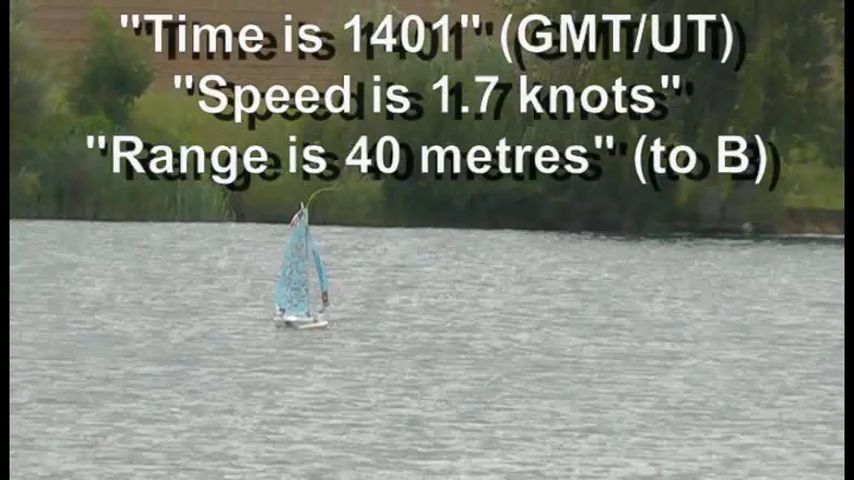 "Time is 1401" (GMT/UT)
"Speed is 1.7 knots"
"Range is 40 metres" (to B)